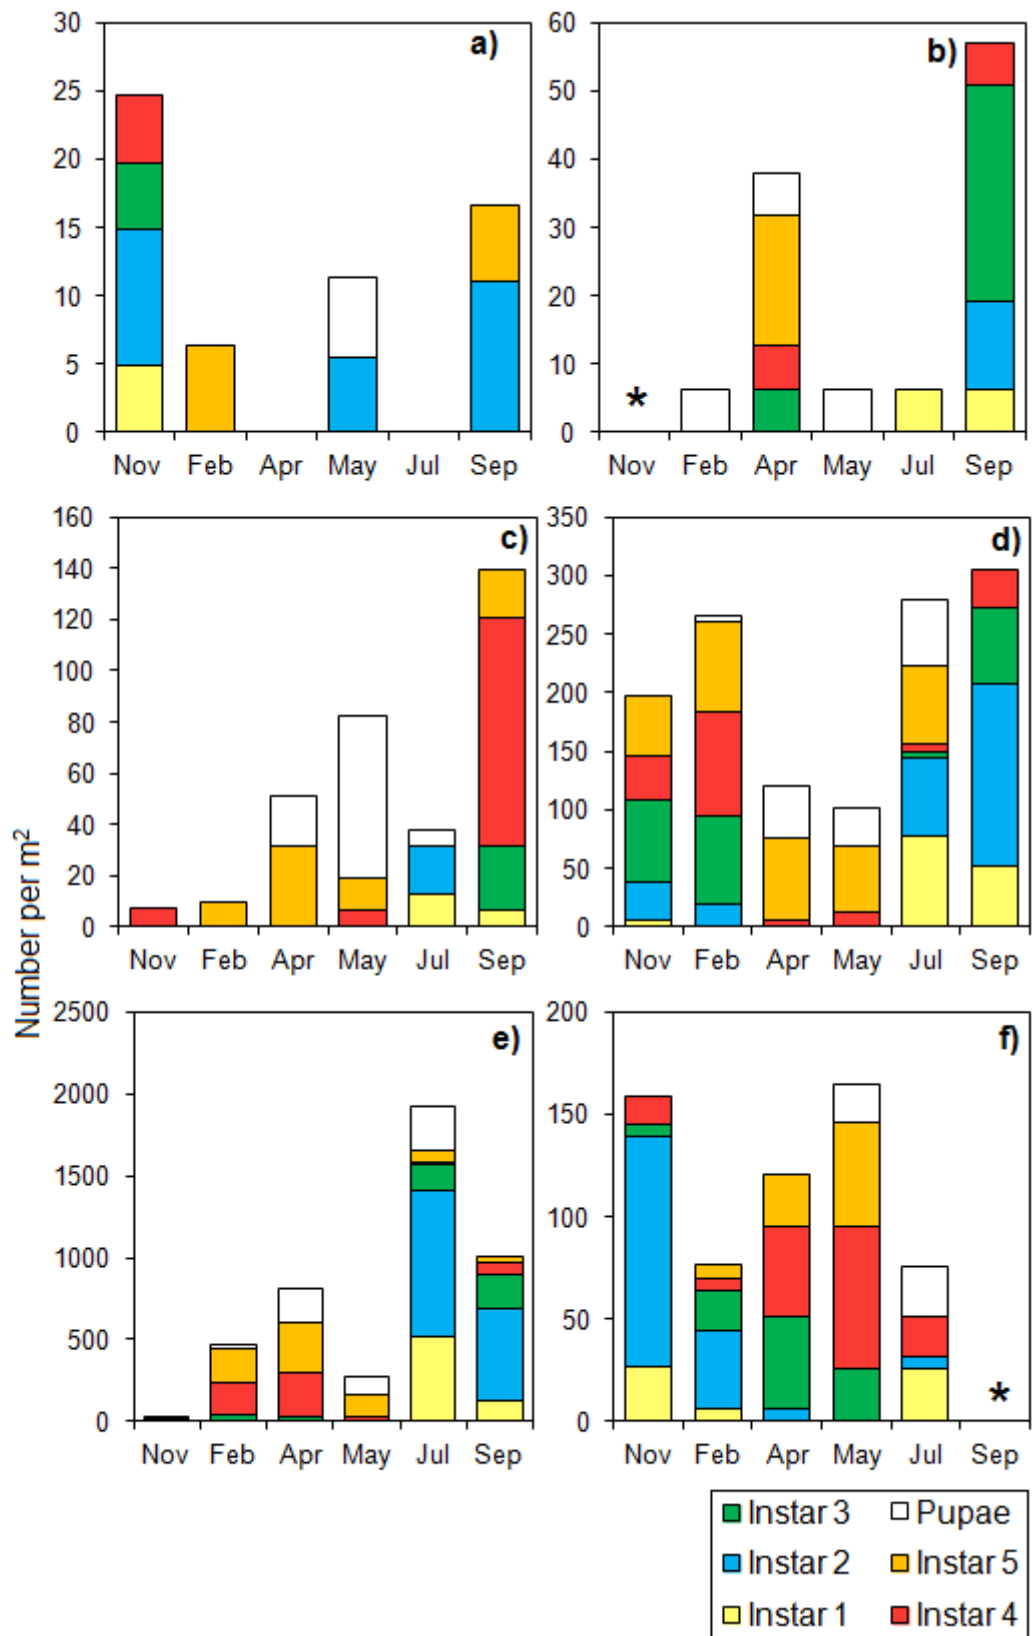 a)
30
25
20
15
10
5
0
Nov Feb Apr May Jul Sep
b)
60
50
40
30
20
10
0
*
Nov Feb Apr May Jul Sep
c)
160
140
120
100
80
60
40
20
0
Nov Feb Apr May Jul Sep
d)
350
300
250
200
150
100
50
0
Nov Feb Apr May Jul Sep
Number per m²
e)
2500
2000
1500
1000
500
0
Nov Feb Apr May Jul Sep
f)
200
150
100
50
0
*
Nov Feb Apr May Jul Sep
Instar 3 Pupae
Instar 2 Instar 5
Instar 1 Instar 4